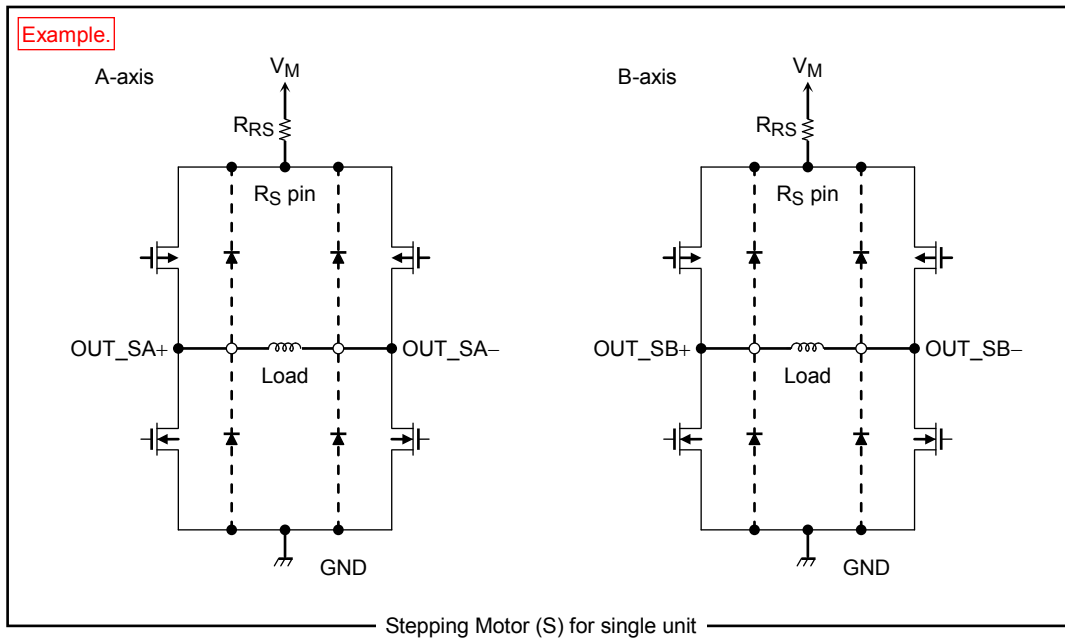 Example.
A-axis
VM
RRS
RS pin
OUT_SA+
OUT_SA−
Load
GND
B-axis
VM
RRS
RS pin
OUT_SB+
OUT_SB−
Load
GND
Stepping Motor (S) for single unit